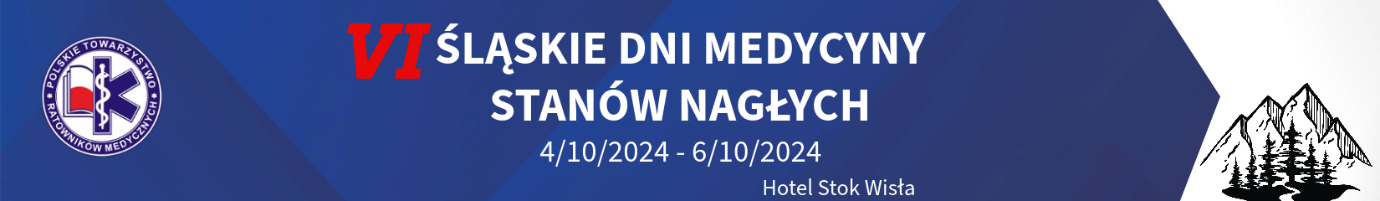 POLSKIE TOWARZYSTWO
RATOWNIKÓW MEDYCZNYCH
VI ŚLĄSKIE DNI MEDYCYNY
STANÓW NAGŁYCH
4/10/2024 - 6/10/2024
Hotel Stok Wisła